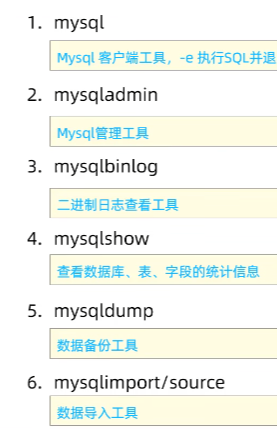 1. mysql
Mysql 客户端工具，-e 执行SQL并退
2. mysqladmin
Mysql管理工具
3. mysqlbinlog
二进制日志查看工具
4. mysqlshow
查看数据库、表、字段的统计信息
5. mysqldump
数据备份工具
6. mysqlimport/source
数据导入工具